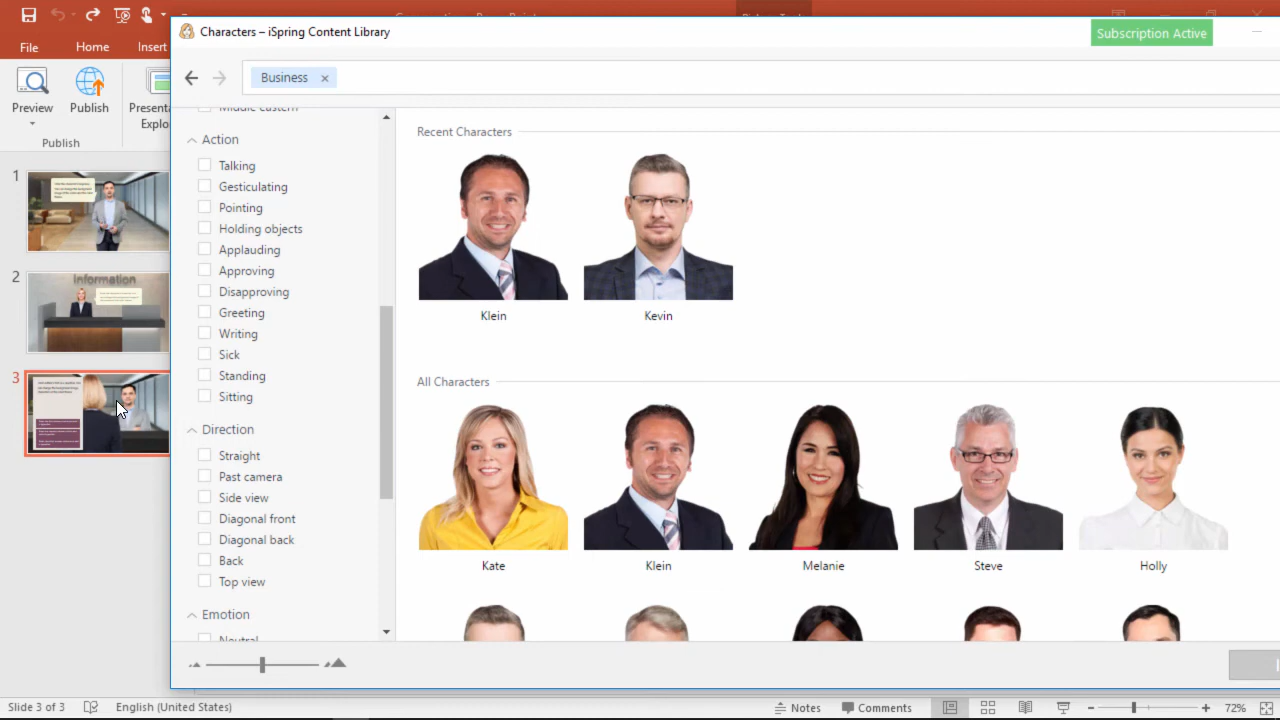 Characters – iSpring Content Library
Subscription Active
File
Home
Insert
Business ×
Preview
Publish
Publish
Recent Characters
Action
Talking
Gesticulating
Pointing
Holding objects
Applauding
Approving
Disapproving
Greeting
Writing
Sick
Standing
Sitting
Klein
Kevin
1
2
Information
3
All Characters
Direction
Straight
Past camera
Side view
Diagonal front
Diagonal back
Back
Top view
Kate
Klein
Melanie
Steve
Holly
Emotion
Neutral
Slide 3 of 3
English (United States)
Notes
Comments
72%